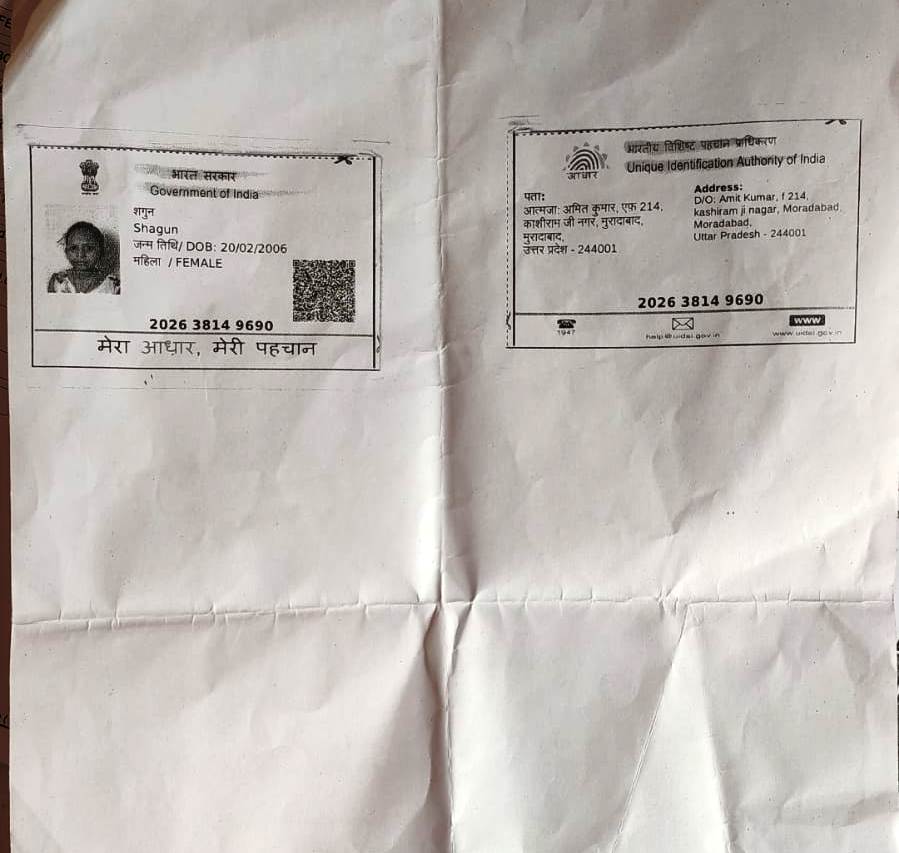 भारत सरकार
Government of India
शगुन
Shagun
जन्म तिथि/ DOB: 20/02/2006
महिला / FEMALE
2026 3814 9690
मेरा आधार, मेरी पहचान
भारतीय विशिष्ट पहचान प्राधिकरण
Unique Identification Authority of India
आधार
पता:
आत्मजा: अमित कुमार, एफ 214,
काशीराम जी नगर, मुरादाबाद,
मुरादाबाद,
उत्तर प्रदेश - 244001
Address:
D/O: Amit Kumar, f 214,
kashiram ji nagar, Moradabad,
Moradabad,
Uttar Pradesh - 244001
2026 3814 9690
1947
help@uidai.gov.in
www
www.uidai.gov.in